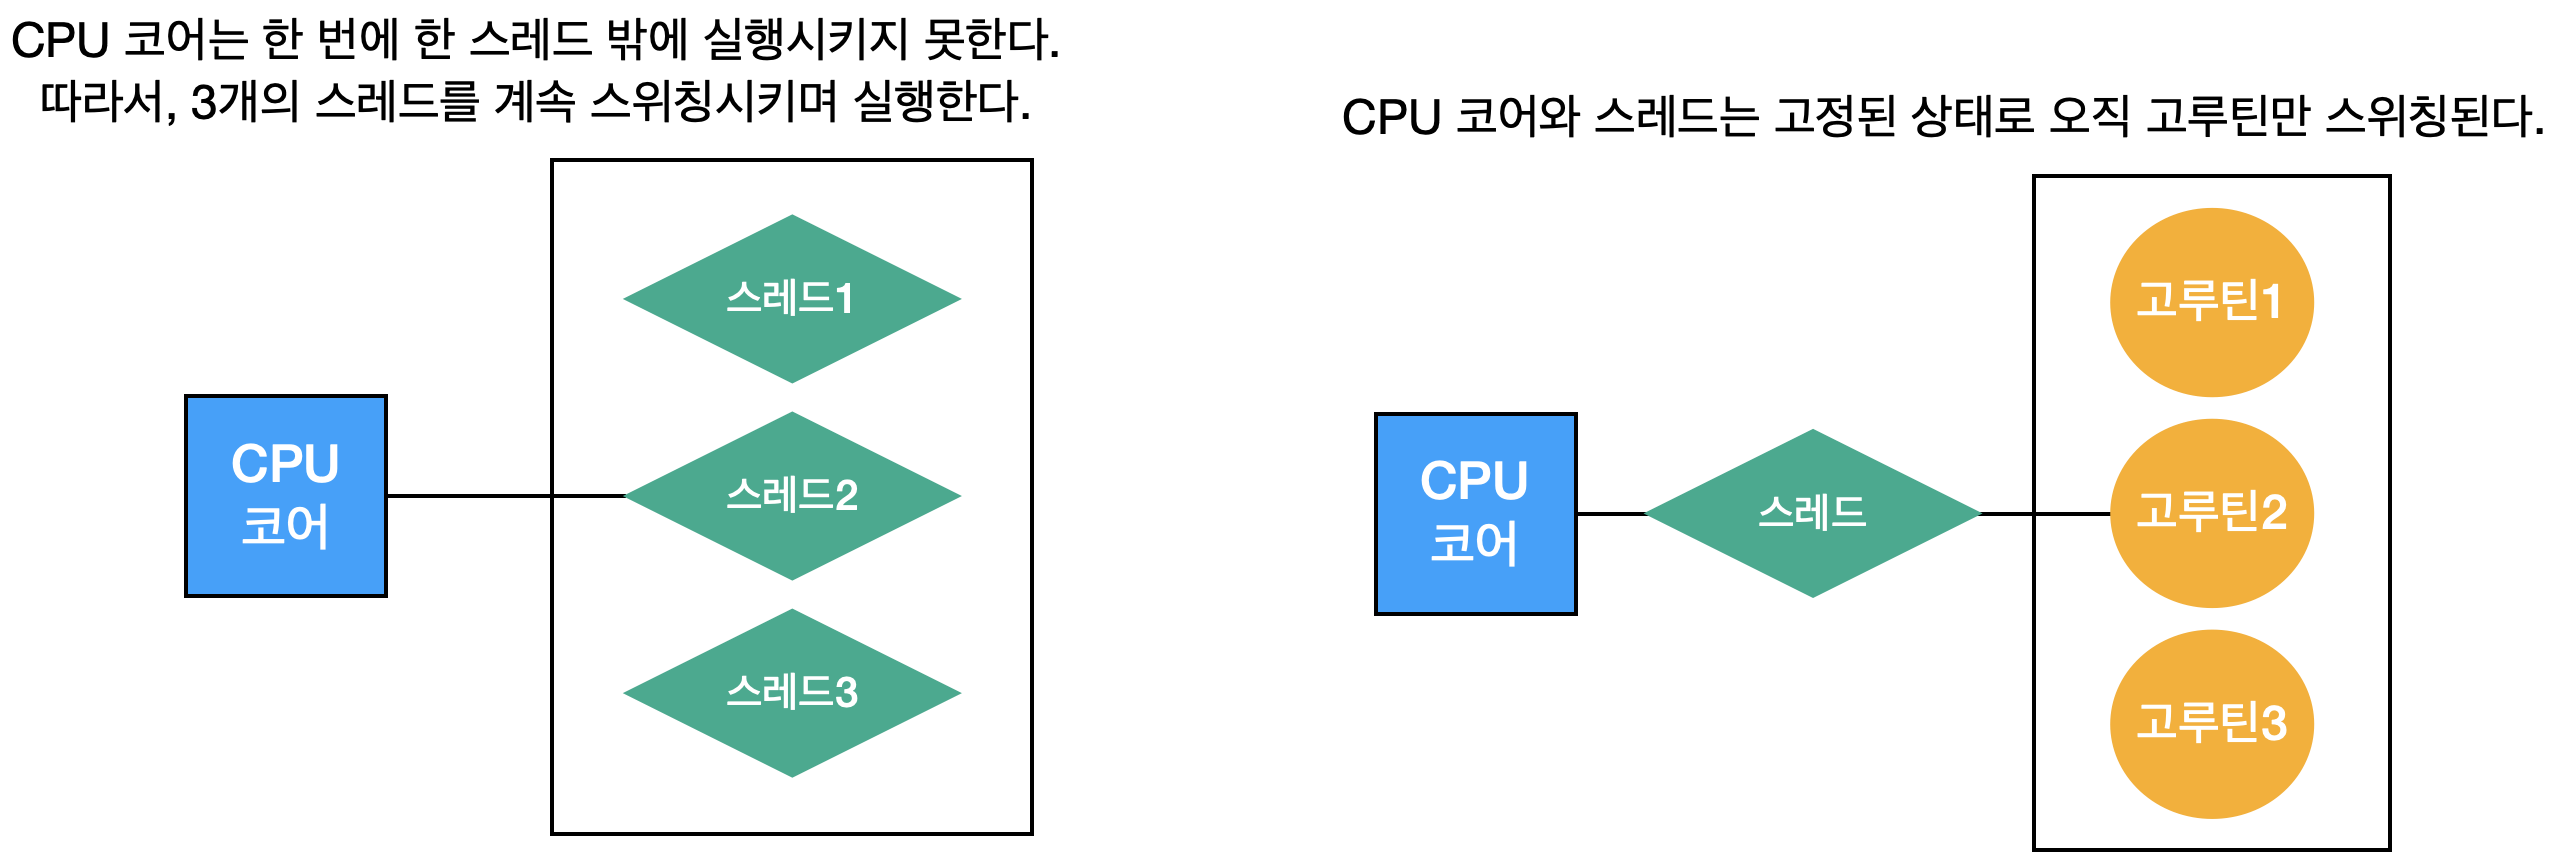 CPU 코어는 한 번에 한 스레드 밖에 실행시키지 못한다.
따라서, 3개의 스레드를 계속 스위칭시키며 실행한다.
스레드1
스레드2
스레드3
CPU
코어
CPU 코어와 스레드는 고정된 상태로 오직 고루틴만 스위칭된다.
CPU
코어
스레드
고루틴1
고루틴2
고루틴3